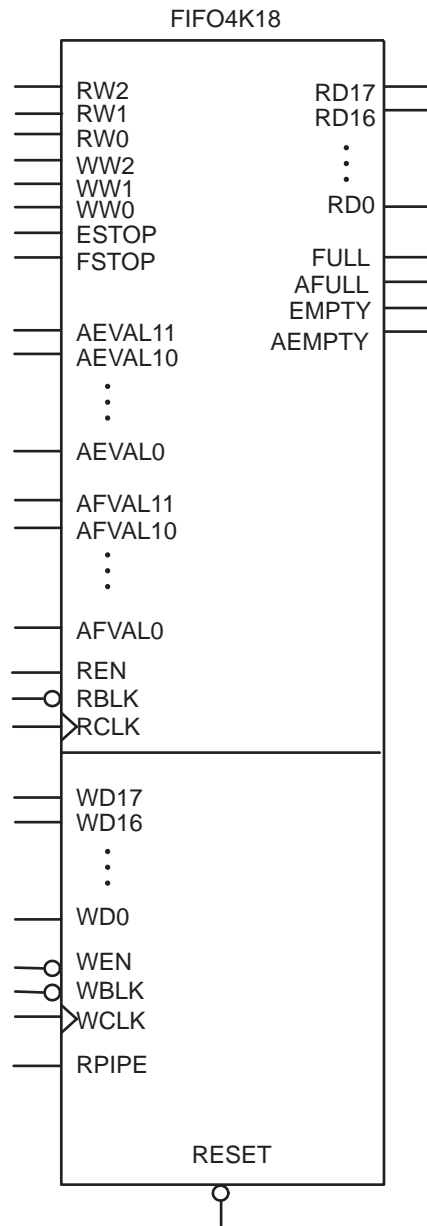 FIFO4K18
RW2
RW1
RW0
WW2
WW1
WW0
ESTOP
FSTOP
AEVAL11
AEVAL10
AEVAL0
AFVAL11
AFVAL10
AFVAL0
REN
RBLK
RCLK
RD17
RD16
RD0
FULL
AFULL
EMPTY
AEMPTY
WD17
WD16
WD0
WEN
WBLK
WCLK
RPIPE
RESET